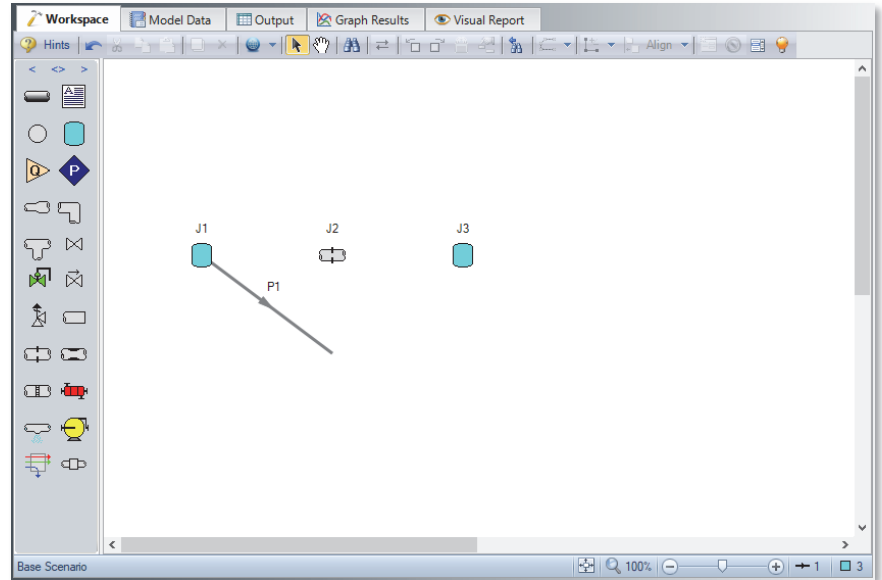 Workspace Model Data Output Graph Results Visual Report
Hints Align
< <> >
A
Q P
J1 J2 J3
P1
Base Scenario 100% 1 3